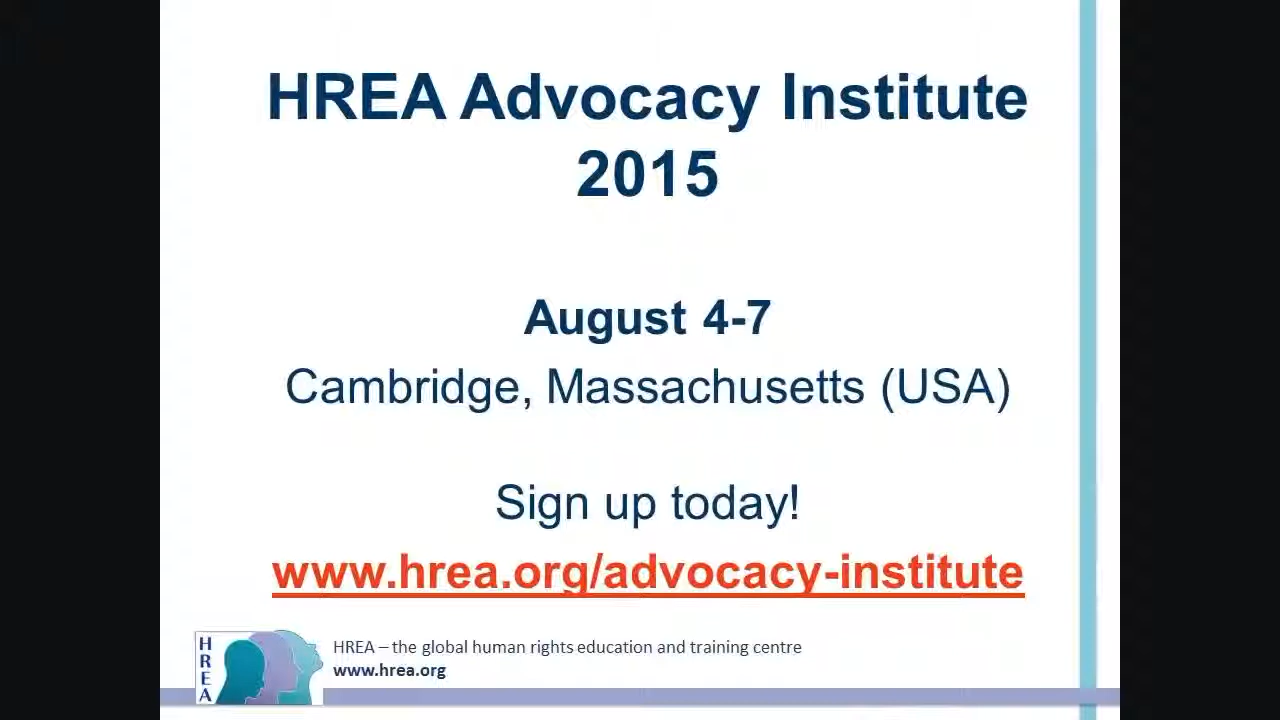 HREA Advocacy Institute
2015
August 4-7
Cambridge, Massachusetts (USA)
Sign up today!
www.hrea.org/advocacy-institute
HREA
HREA – the global human rights education and training centre
www.hrea.org